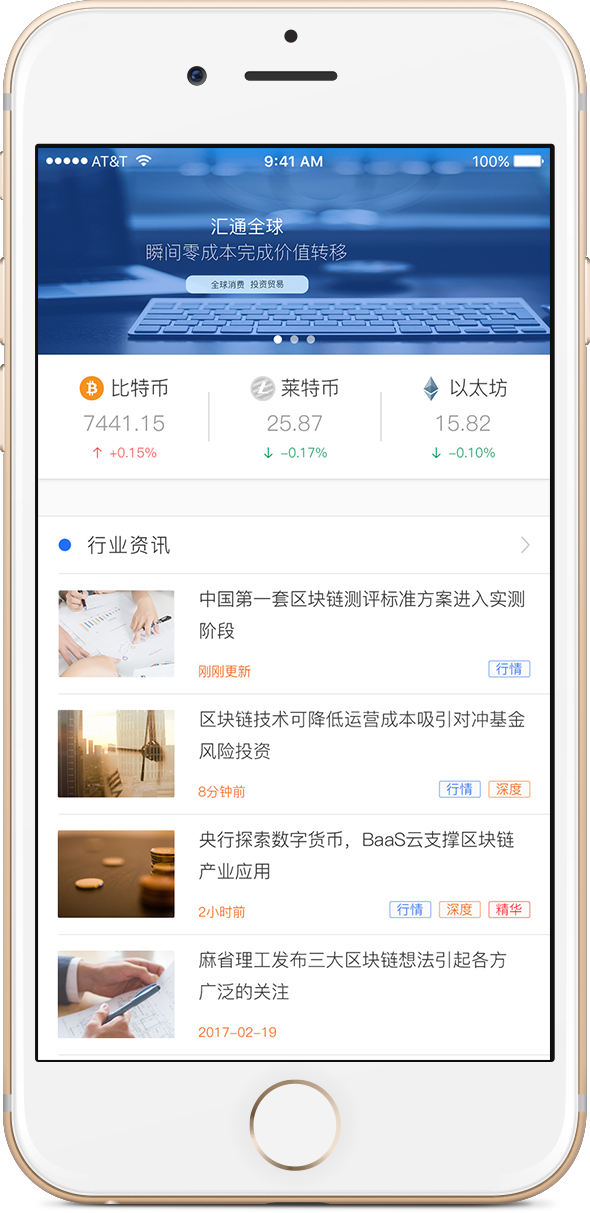 AT&T 9:41 AM 100%
汇通全球
瞬间零成本完成价值转移
全球消费 投资贸易
比特币 莱特币 以太坊
7441.15 25.87 15.82
↑ +0.15% ↓ -0.17% ↓ -0.10%
行业资讯
中国第一套区块链测评标准方案进入实测
阶段
刚刚更新 行情
区块链技术可降低运营成本吸引对冲基金
风险投资
8分钟前 行情 深度
央行探索数字货币，BaaS云支撑区块链
产业应用
2小时前 行情 深度 精华
麻省理工发布三大区块链想法引起各方
广泛的关注
2017-02-19